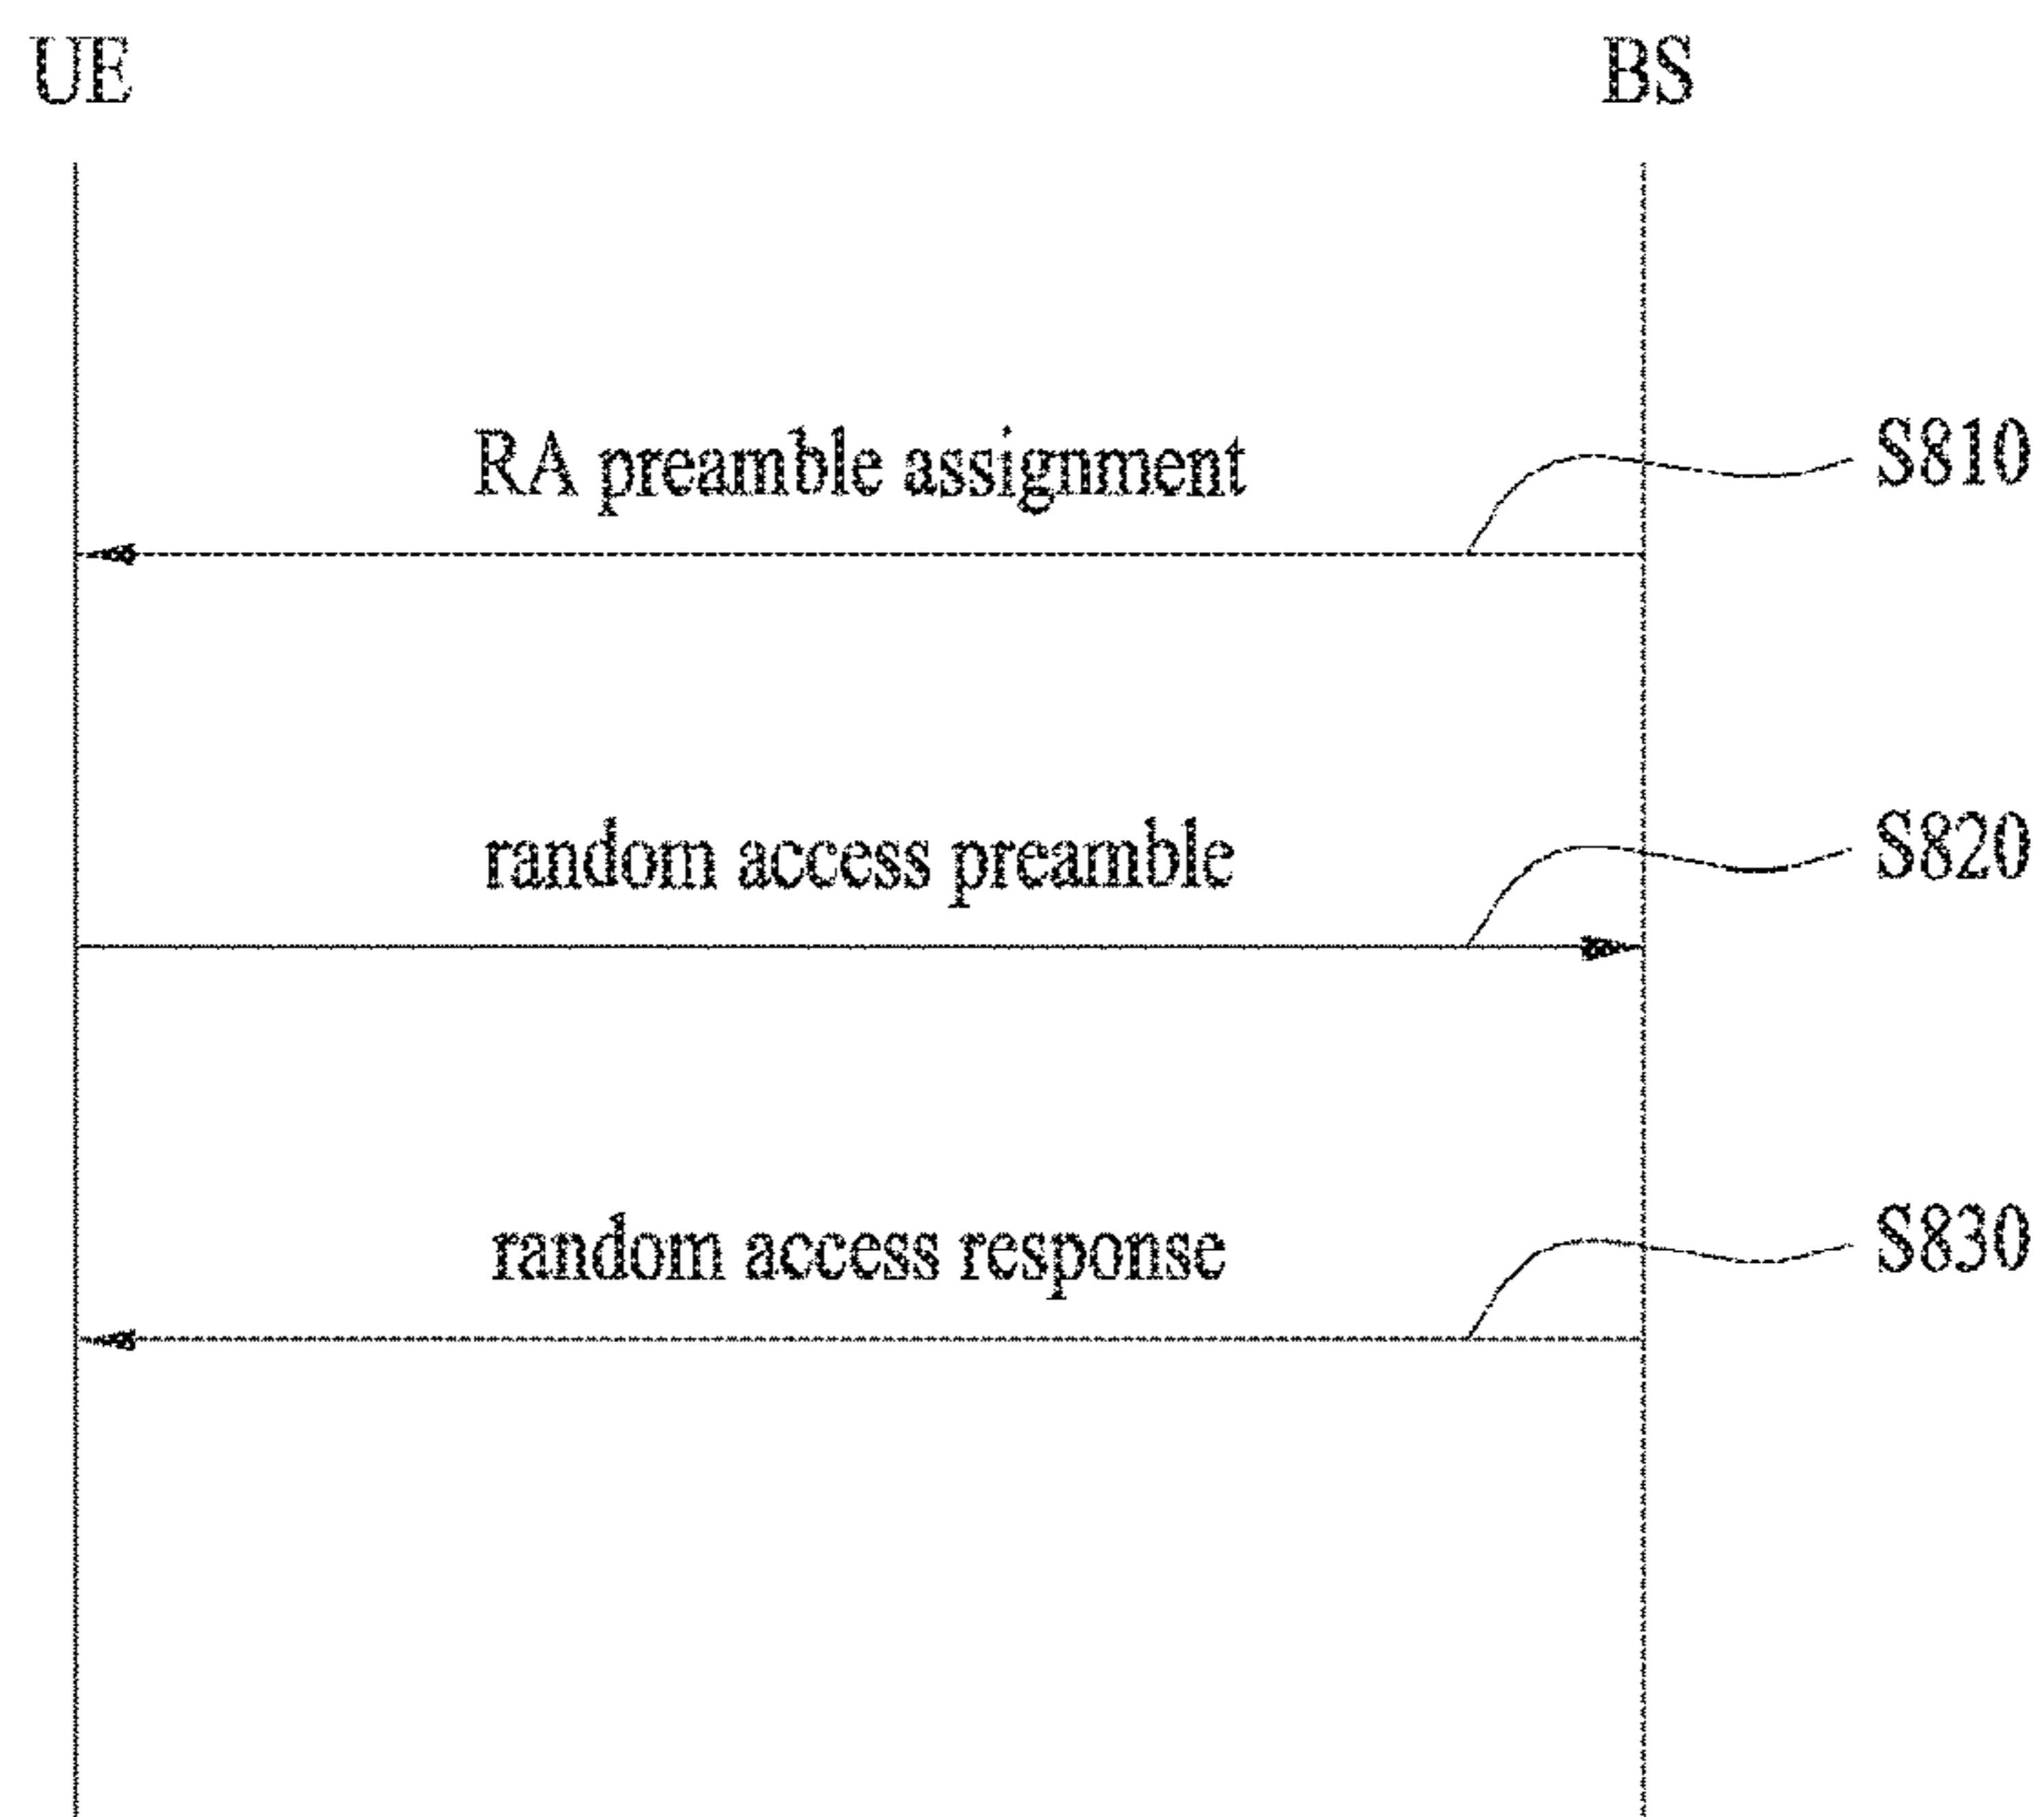 UE BS
RA preamble assignment S810
random access preamble S820
random access response S830